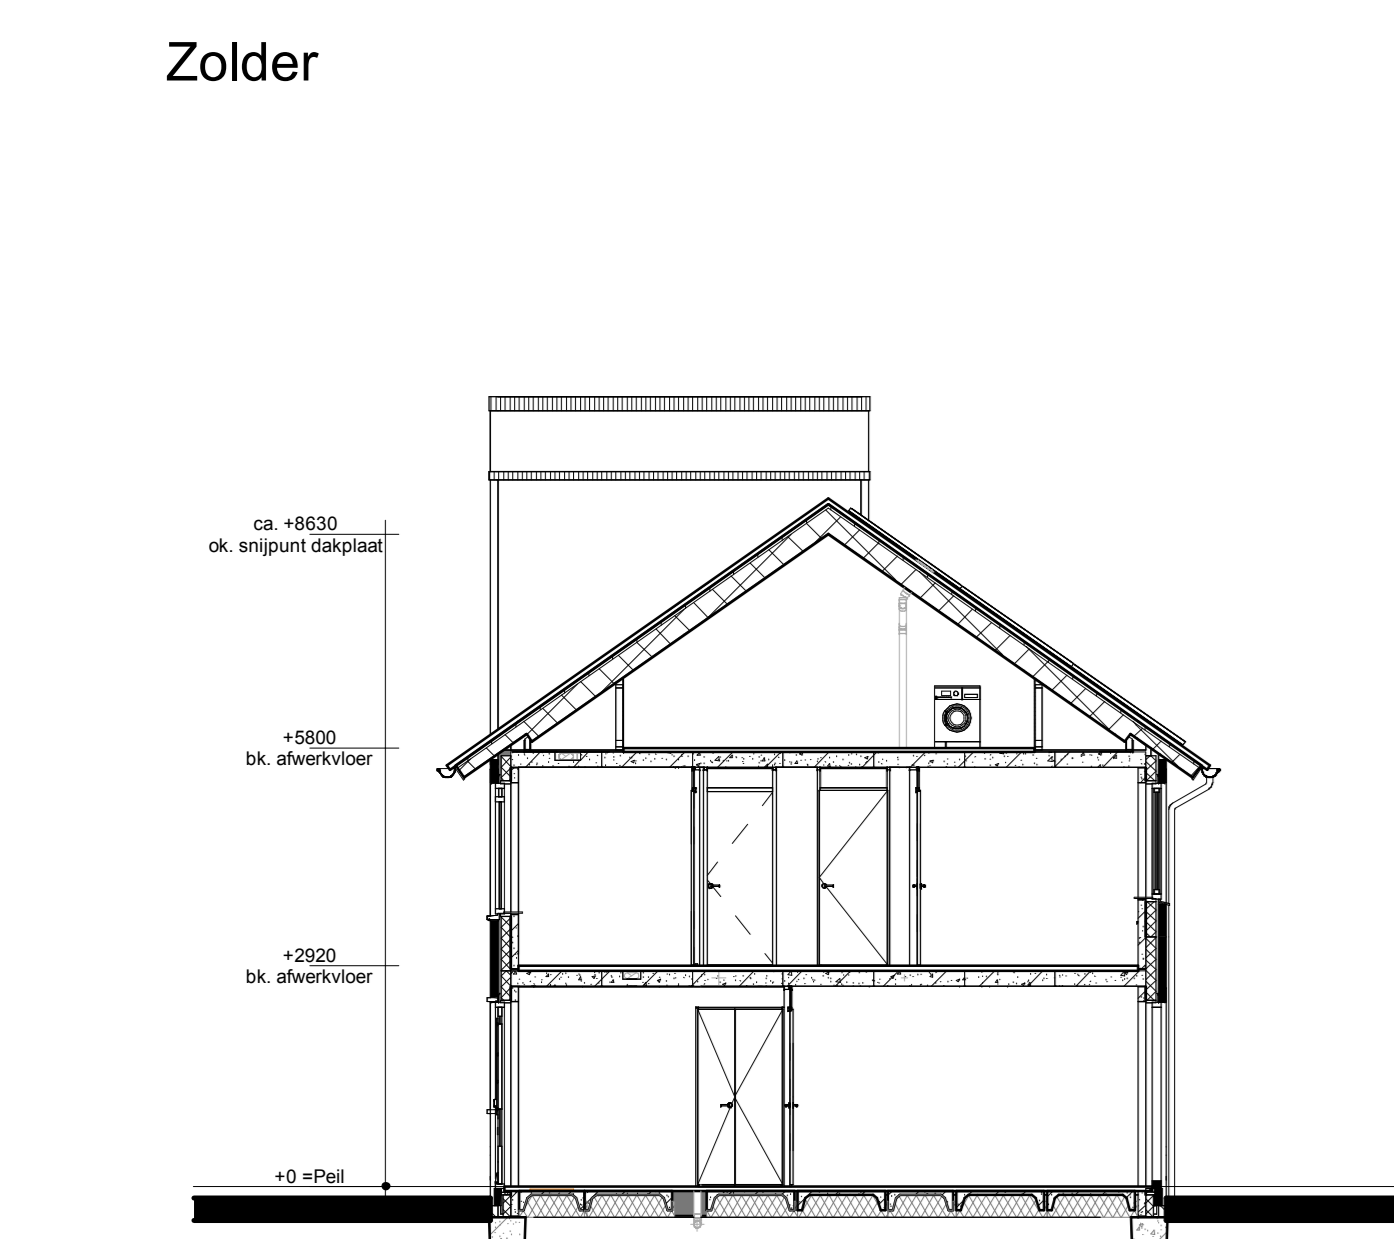 Zolder
ca. +8630
ok. snijpunt dakplaat
+5800
bk. afwerkvloer
+2920
bk. afwerkvloer
+0 =Peil